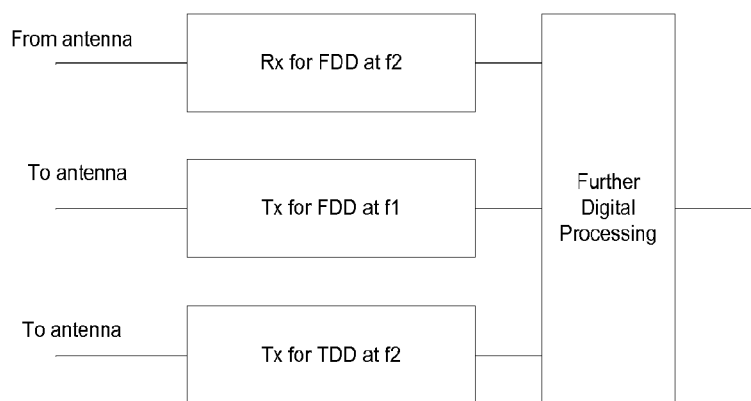 From antenna
Rx for FDD at f2
To antenna
Tx for FDD at f1
Further
Digital
Processing
To antenna
Tx for TDD at f2